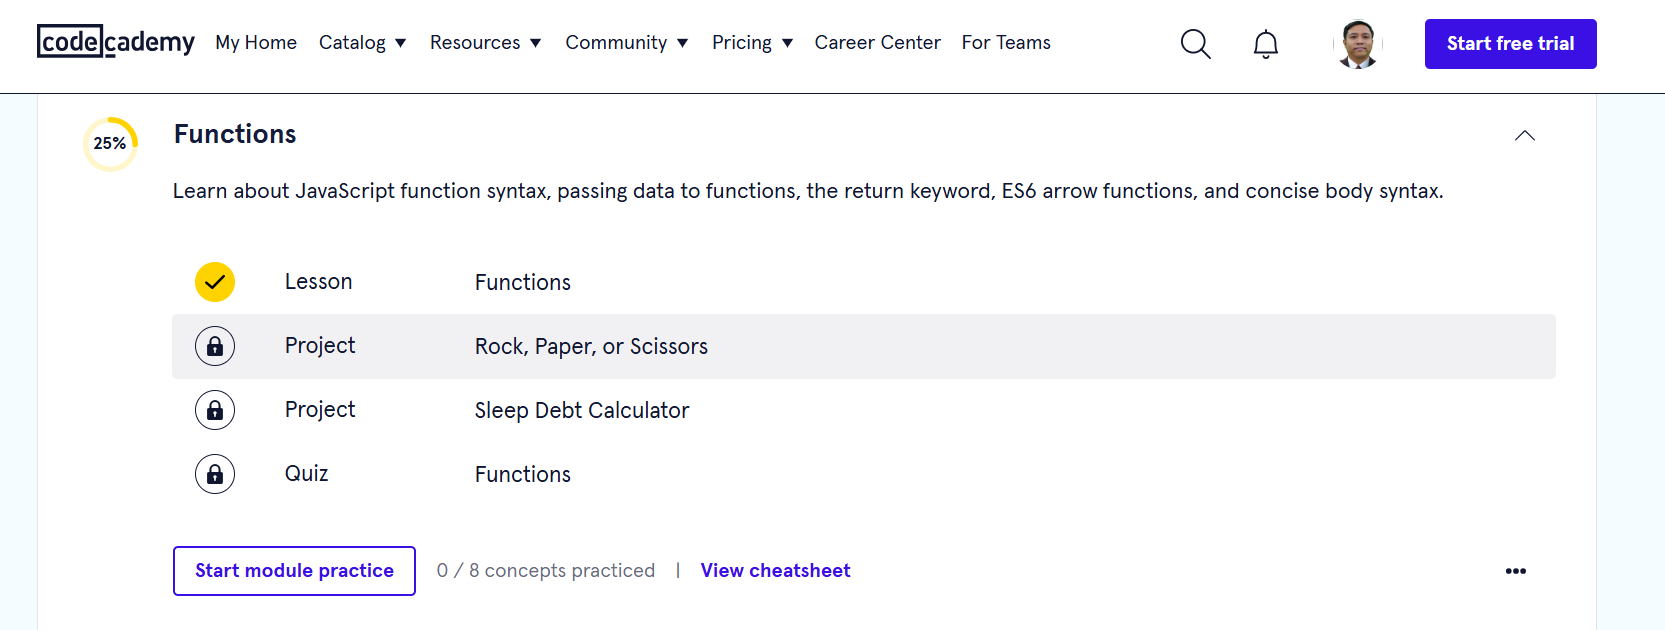 codecademy My Home Catalog Resources Community Pricing Career Center For Teams Start free trial
25% Functions
Learn about JavaScript function syntax, passing data to functions, the return keyword, ES6 arrow functions, and concise body syntax.
Lesson Functions
Project Rock, Paper, or Scissors
Project Sleep Debt Calculator
Quiz Functions
Start module practice 0 / 8 concepts practiced | View cheatsheet